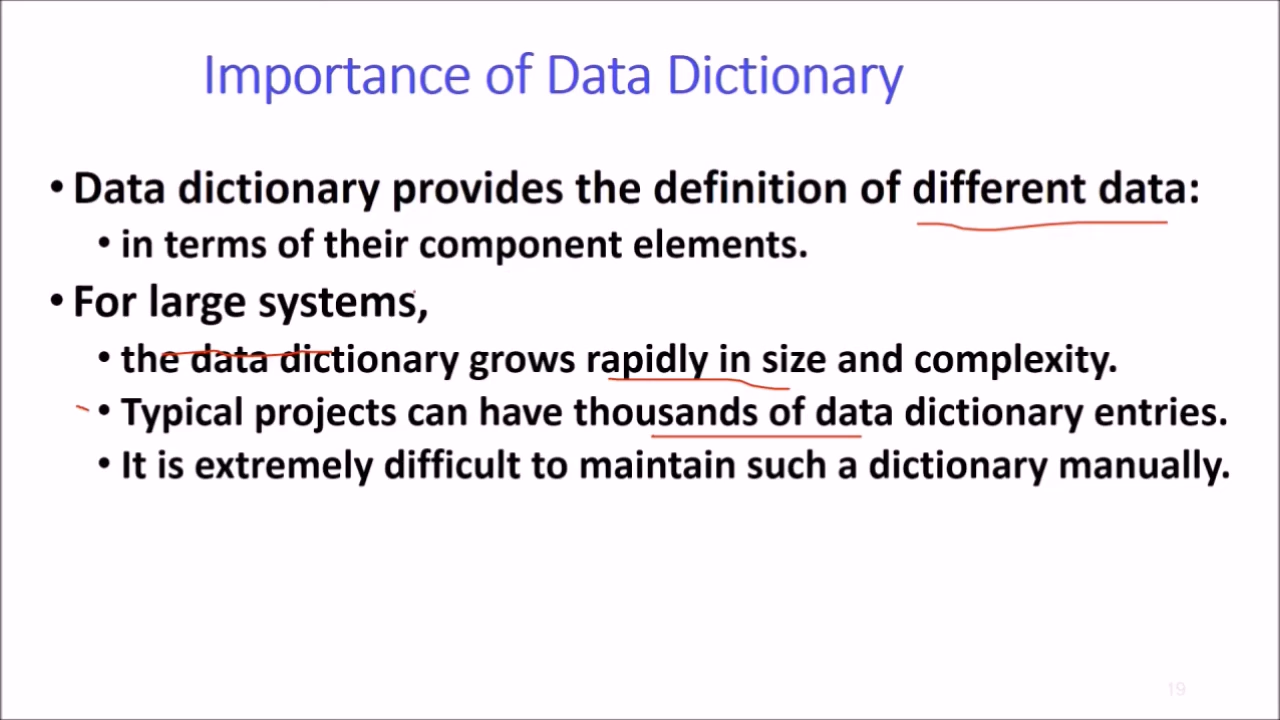 Importance of Data Dictionary
• Data dictionary provides the definition of different data:
• in terms of their component elements.
• For large systems,
• the data dictionary grows rapidly in size and complexity.
• Typical projects can have thousands of data dictionary entries.
• It is extremely difficult to maintain such a dictionary manually.
19